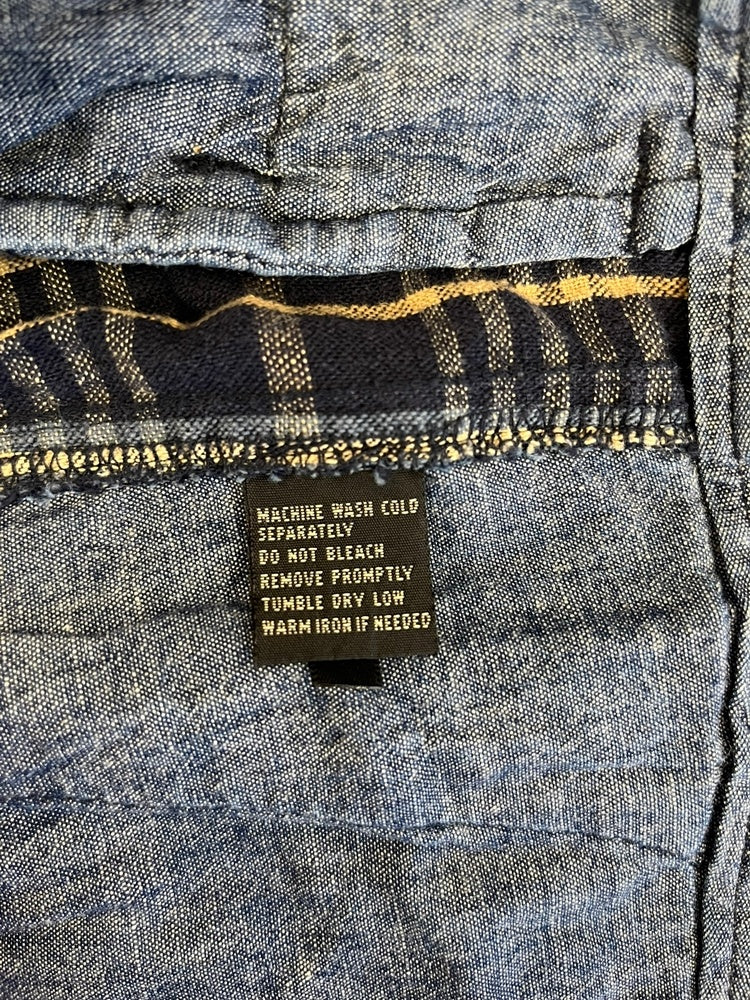 MACHINE WASH COLD
SEPARATELY
DO NOT BLEACH
REMOVE PROMPTLY
TUMBLE DRY LOW
WARM IRON IF NEEDED